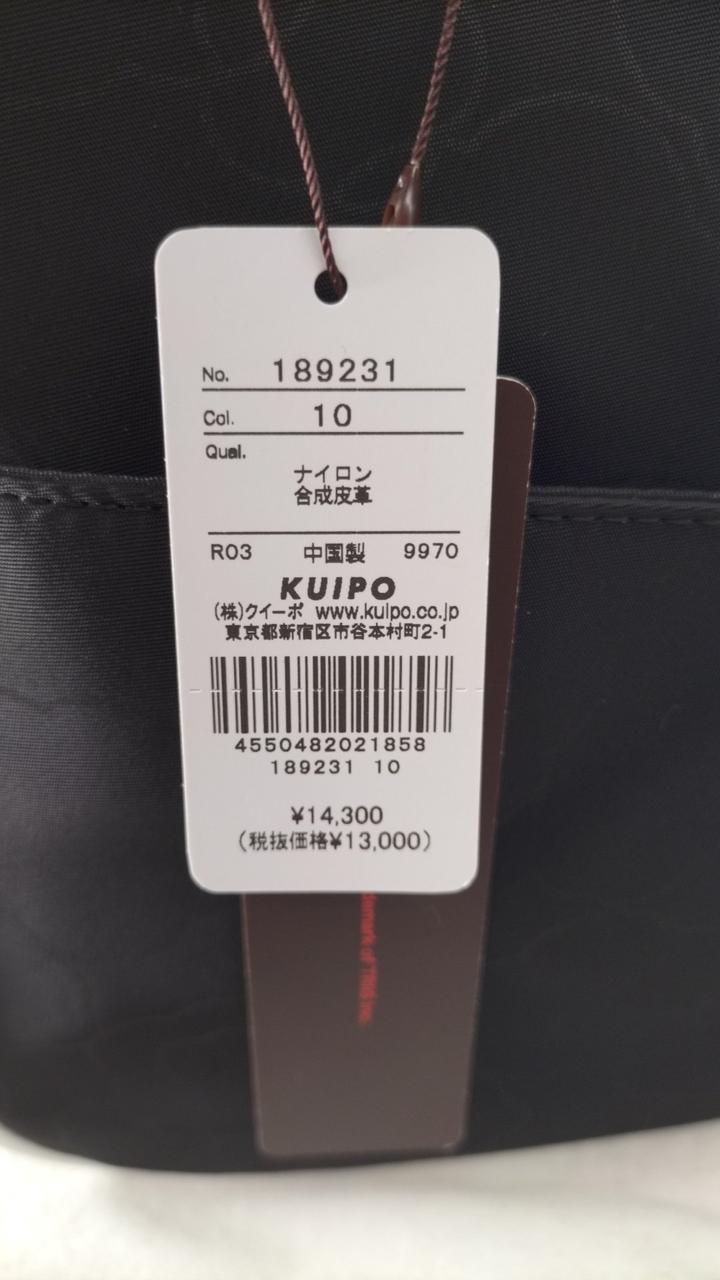 No. 189231
Col. 10
Qual.
ナイロン
合成皮革
R03 中国製 9970
KUIPO
(株)クイーポ www.kuipo.co.jp
東京都新宿区市谷本村町2-1
4550482021858
189231 10
¥14,300
(税抜価格¥13,000)
of
Inc.